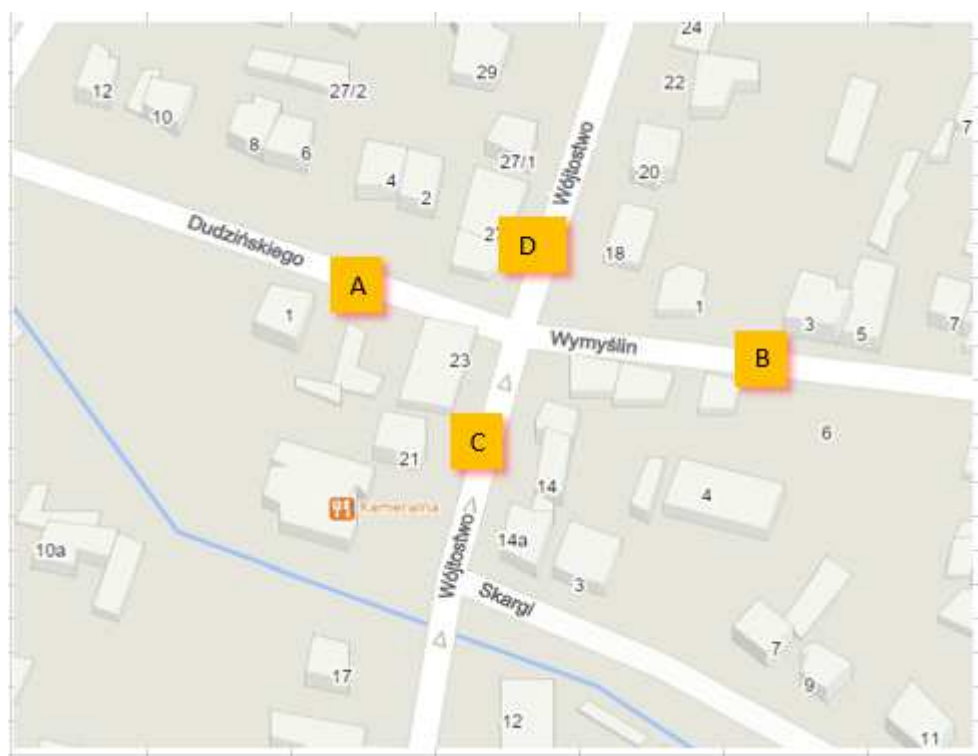 24
29
22
12
27/2
10
7
8
6
27/1
Wójtostwo
20
4
2
Dudzińskiego
27
D
18
A
1
1
3
5
7
Wymyślin
B
23
C
21
6
14
4
Kameralna
14a
10a
Wójtostwo
3
Skargi
7
17
9
12
11